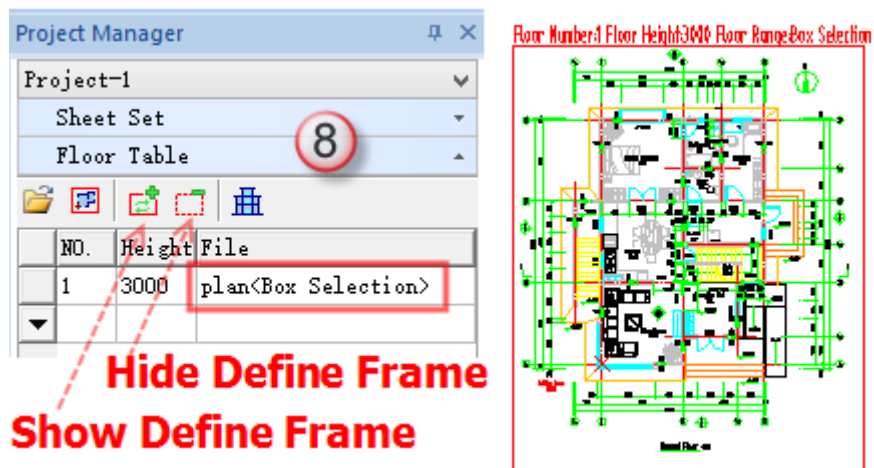 Project Manager
Project-1
Sheet Set
Floor Table
8
NO. Height File
1 3000 plan<Box Selection>
Hide Define Frame
Show Define Frame
Floor Number:1 Floor Height:3000 Floor Range:Box Selection